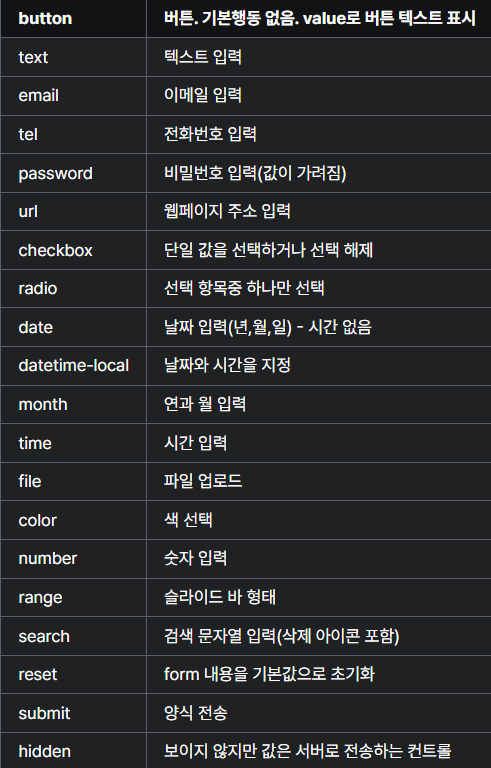 button 버튼. 기본행동 없음. value로 버튼 텍스트 표시
text 텍스트 입력
email 이메일 입력
tel 전화번호 입력
password 비밀번호 입력(값이 가려짐)
url 웹페이지 주소 입력
checkbox 단일 값을 선택하거나 선택 해제
radio 선택 항목중 하나만 선택
date 날짜 입력(년,월,일) - 시간 없음
datetime-local 날짜와 시간을 지정
month 연과 월 입력
time 시간 입력
file 파일 업로드
color 색 선택
number 숫자 입력
range 슬라이드 바 형태
search 검색 문자열 입력(삭제 아이콘 포함)
reset form 내용을 기본값으로 초기화
submit 양식 전송
hidden 보이지 않지만 값은 서버로 전송하는 컨트롤